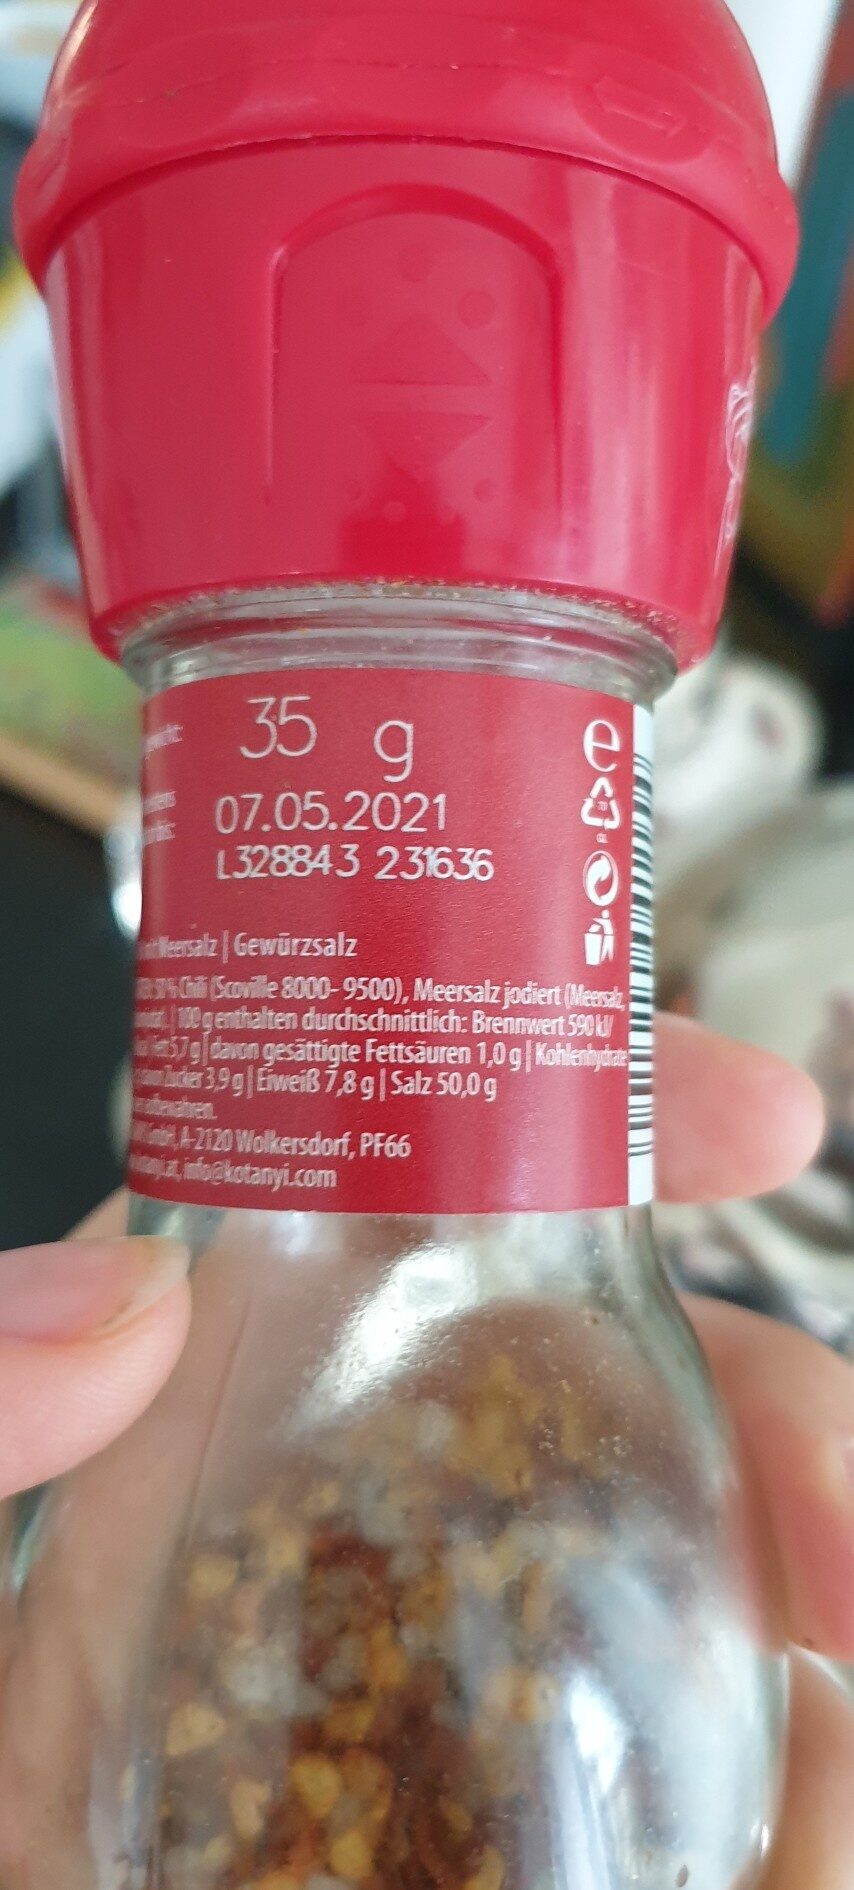 35 g
07.05.2021
L328843 231636
e
Meersalz | Gewürzsalz
50% Chili (Scoville 8000- 9500), Meersalz jodiert (Meersalz,
| 100 g enthalten durchschnittlich: Brennwert 590 kJ/
Fett 5,7 g | davon gesättigte Fettsäuren 1,0 g | Kohlenhydrate
Zucker 3,9 g | Eiweiß 7,8 g | Salz 50,0 g
A-2120 Wolkersdorf, PF66
info@kotanyi.com